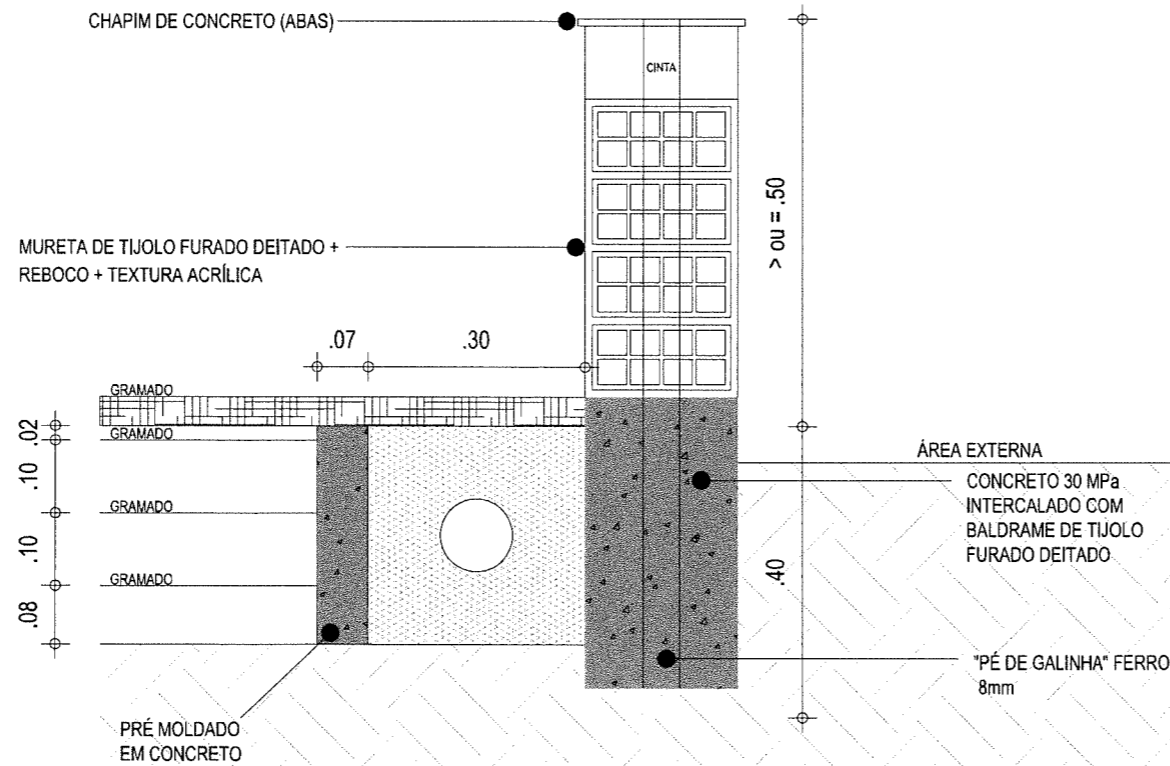 CHAPIM DE CONCRETO (ABAS)
CINTA
> ou = .50
MURETA DE TIJOLO FURADO DEITADO +
REBOCO + TEXTURA ACRÍLICA
.07
.30
GRAMADO
GRAMADO
.02
ÁREA EXTERNA
.10
CONCRETO 30 MPa
INTERCALADO COM
BALDRAME DE TIJOLO
FURADO DEITADO
GRAMADO
.10
.40
GRAMADO
.08
"PÉ DE GALINHA" FERRO
8mm
PRÉ MOLDADO
EM CONCRETO